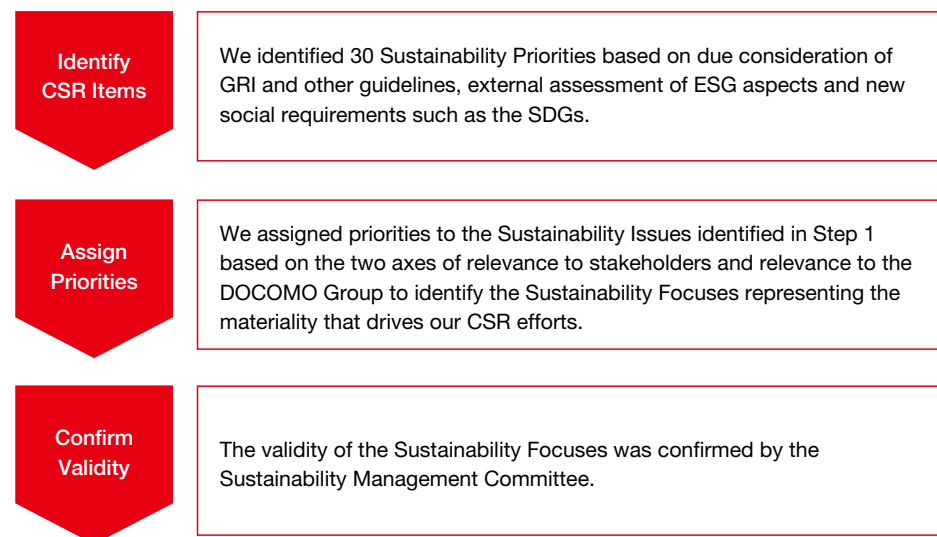 Identify
CSR Items
We identified 30 Sustainability Priorities based on due consideration of
GRI and other guidelines, external assessment of ESG aspects and new
social requirements such as the SDGs.
Assign
Priorities
We assigned priorities to the Sustainability Issues identified in Step 1
based on the two axes of relevance to stakeholders and relevance to the
DOCOMO Group to identify the Sustainability Focuses representing the
materiality that drives our CSR efforts.
Confirm
Validity
The validity of the Sustainability Focuses was confirmed by the
Sustainability Management Committee.